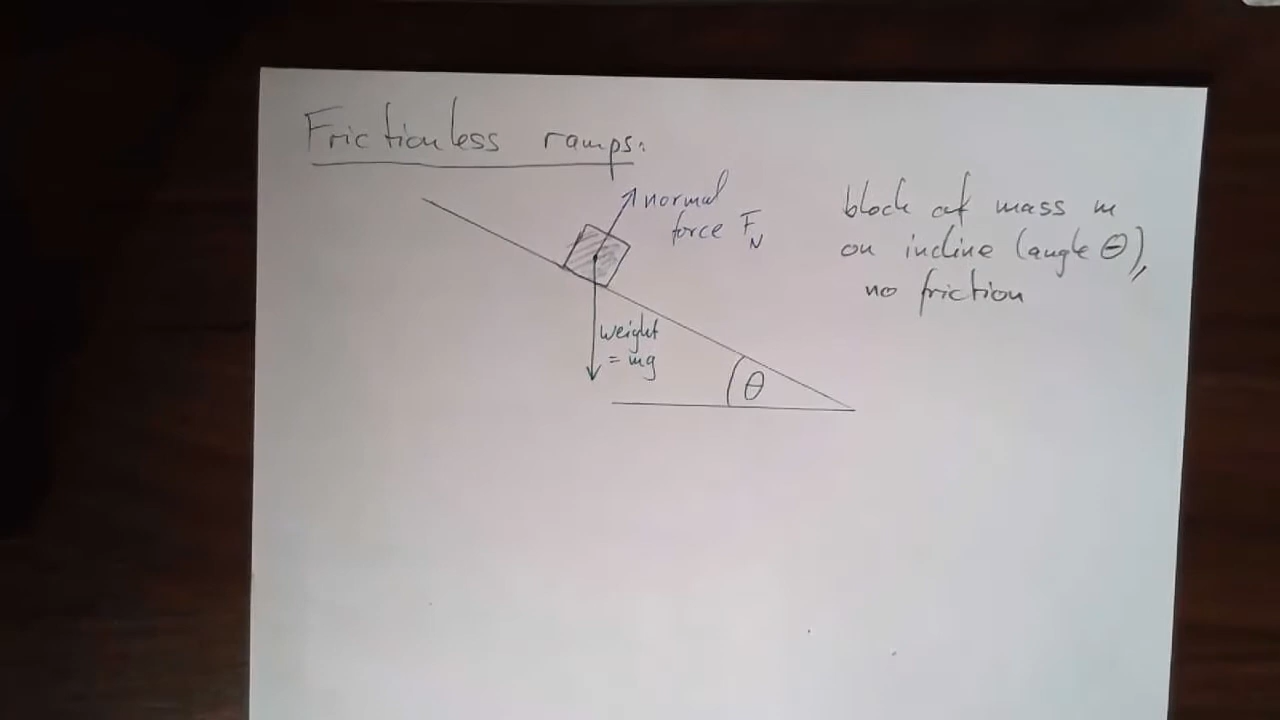 Frictionless ramps:
normal
force F_N
block of mass m
on incline (angle θ),
no friction
weight
= mg
θ